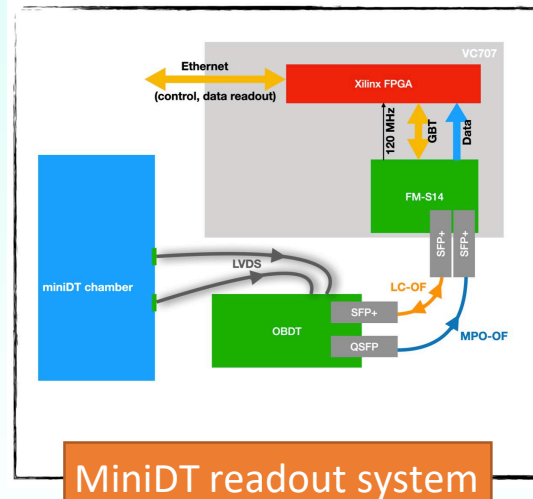 VC707
Ethernet
(control, data readout)
Xilinx FPGA
120 MHz
GBT
Data
FM-S14
SFP+
SFP+
miniDT chamber
LVDS
LC-OF
SFP+
OBDT
QSFP
MPO-OF
MiniDT readout system